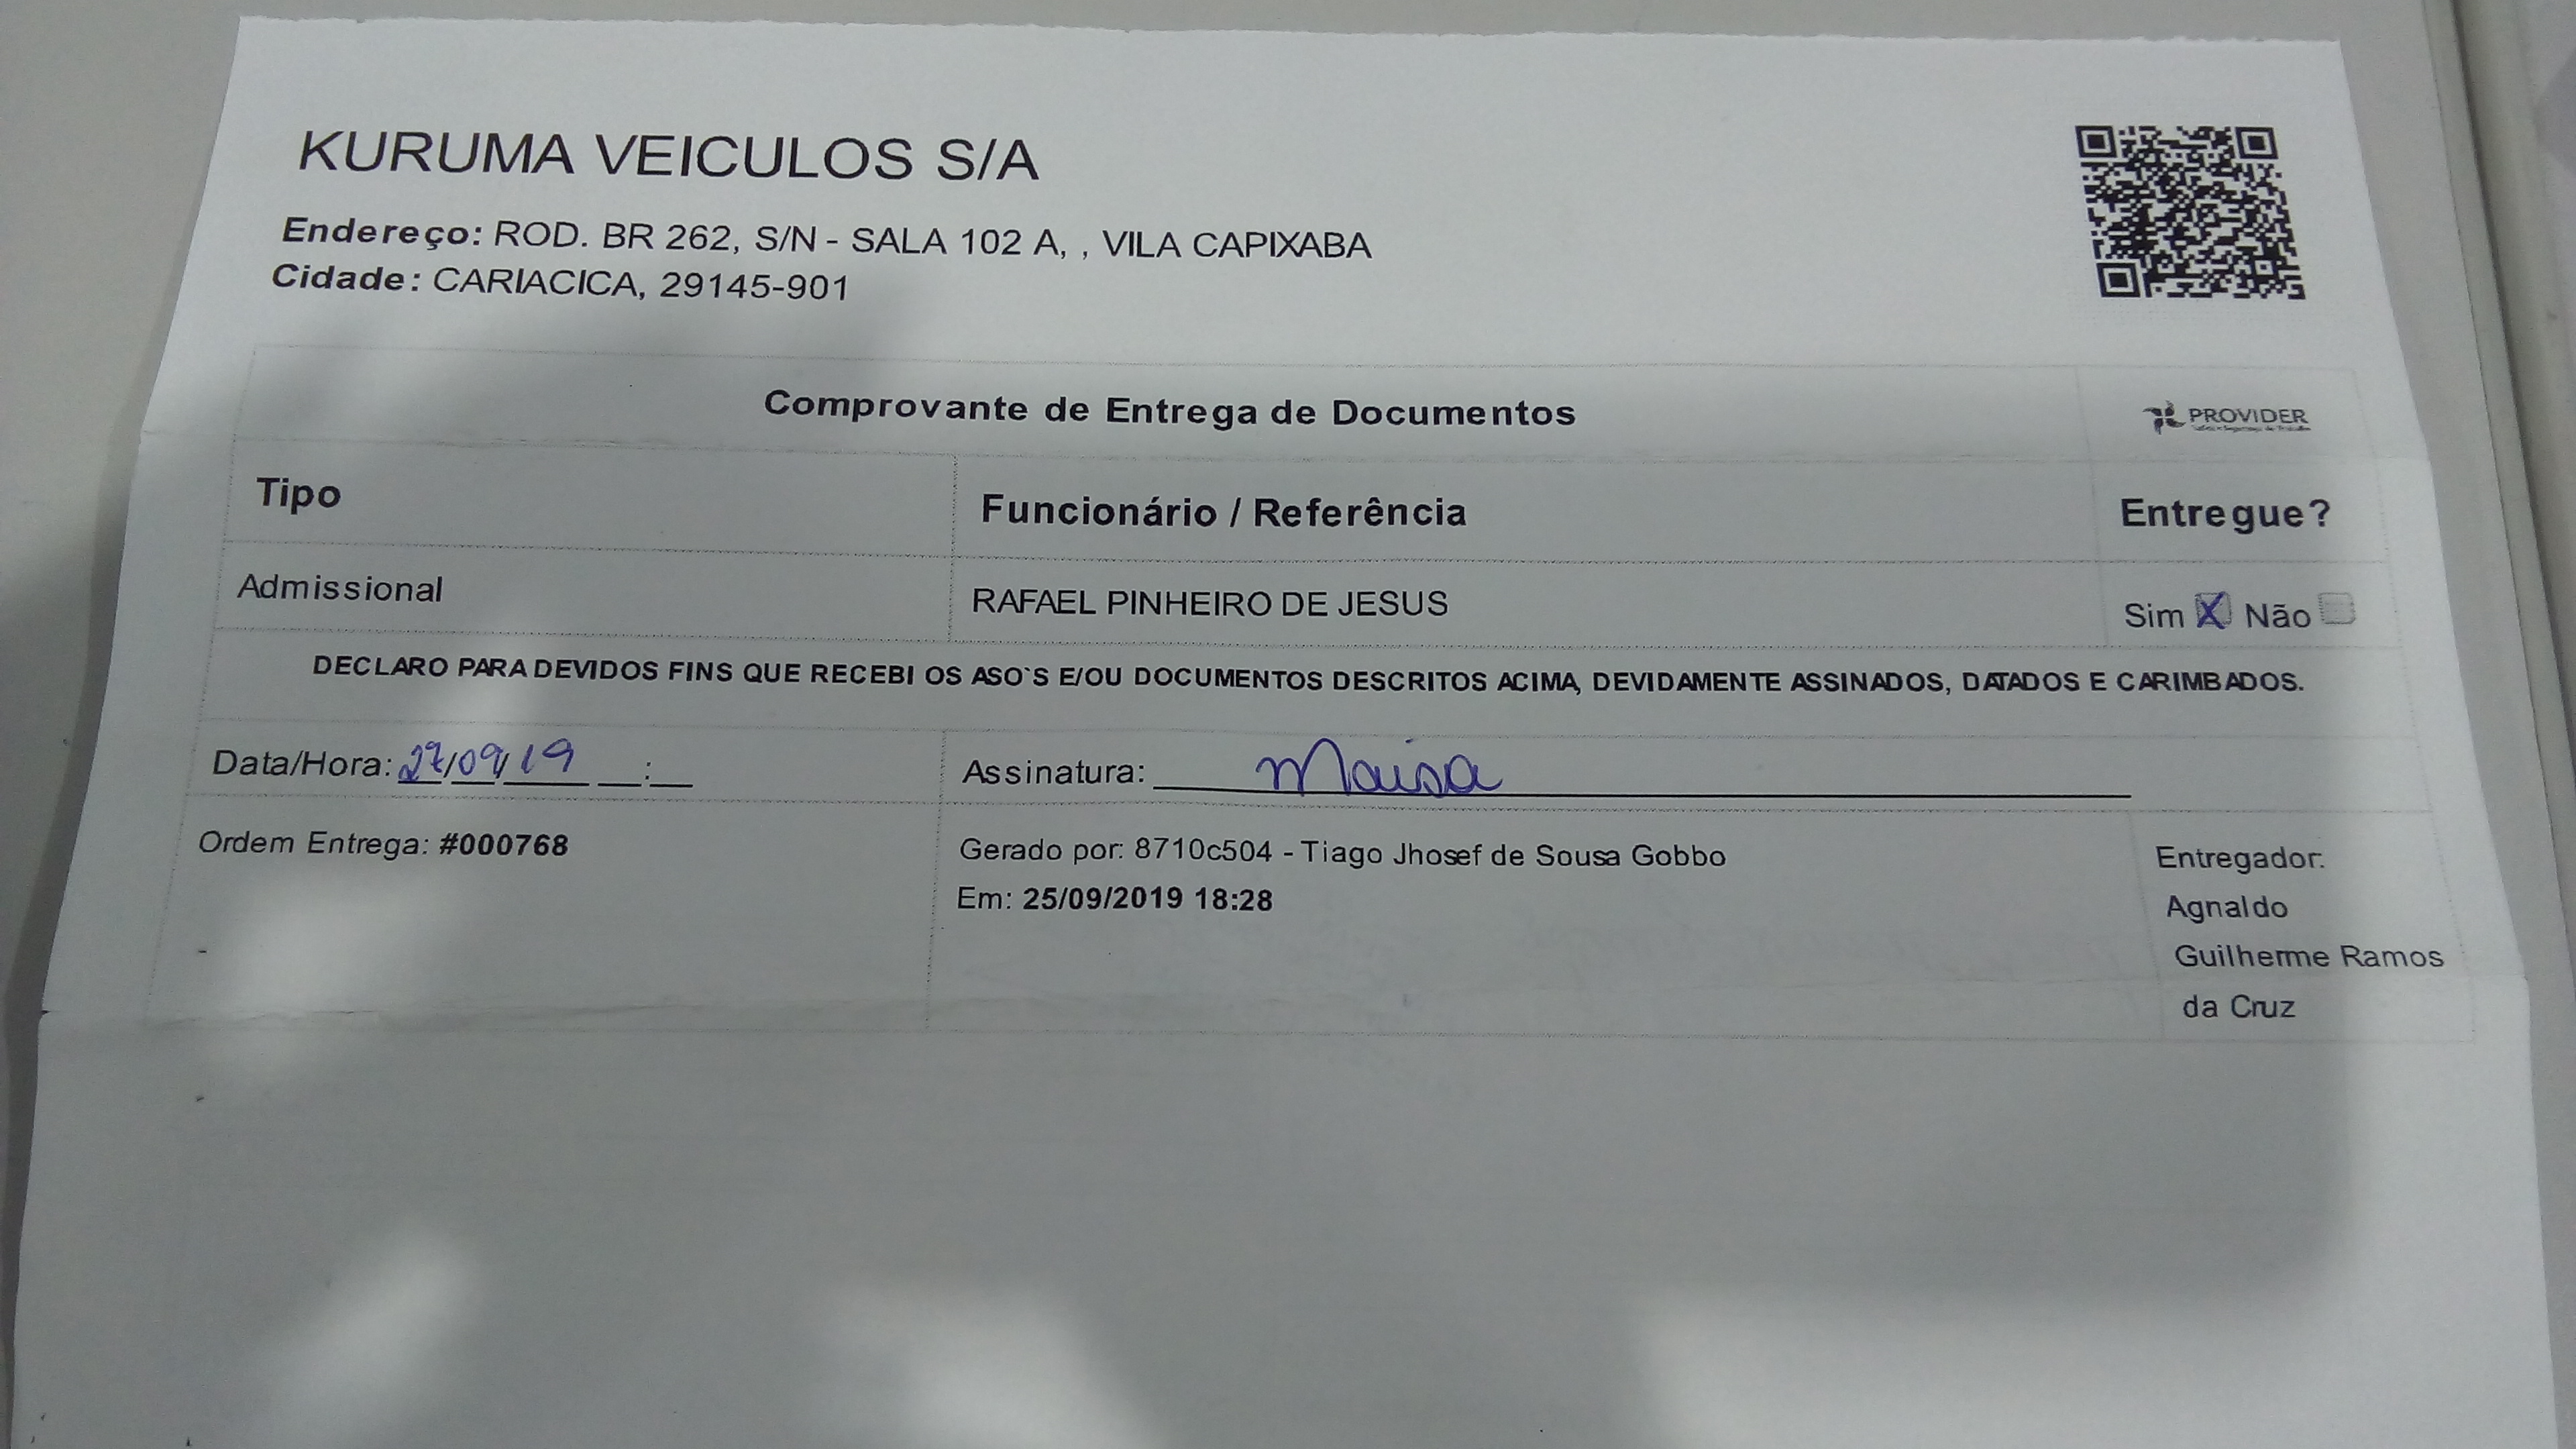 KURUMA VEICULOS S/A
Endereço: ROD. BR 262, S/N - SALA 102 A, , VILA CAPIXABA
Cidade: CARIACICA, 29145-901
Comprovante de Entrega de Documentos
PROVIDER
Tipo Funcionário / Referência Entregue?
Admissional RAFAEL PINHEIRO DE JESUS Sim X Não
DECLARO PARA DEVIDOS FINS QUE RECEBI OS ASO`S E/OU DOCUMENTOS DESCRITOS ACIMA, DEVIDAMENTE ASSINADOS, DATADOS E CARIMBADOS.
Data/Hora: 27/09/19 __:__ Assinatura: Maisa
Ordem Entrega: #000768
Gerado por: 8710c504 - Tiago Jhosef de Sousa Gobbo
Em: 25/09/2019 18:28
Entregador:
Agnaldo
Guilherme Ramos
da Cruz